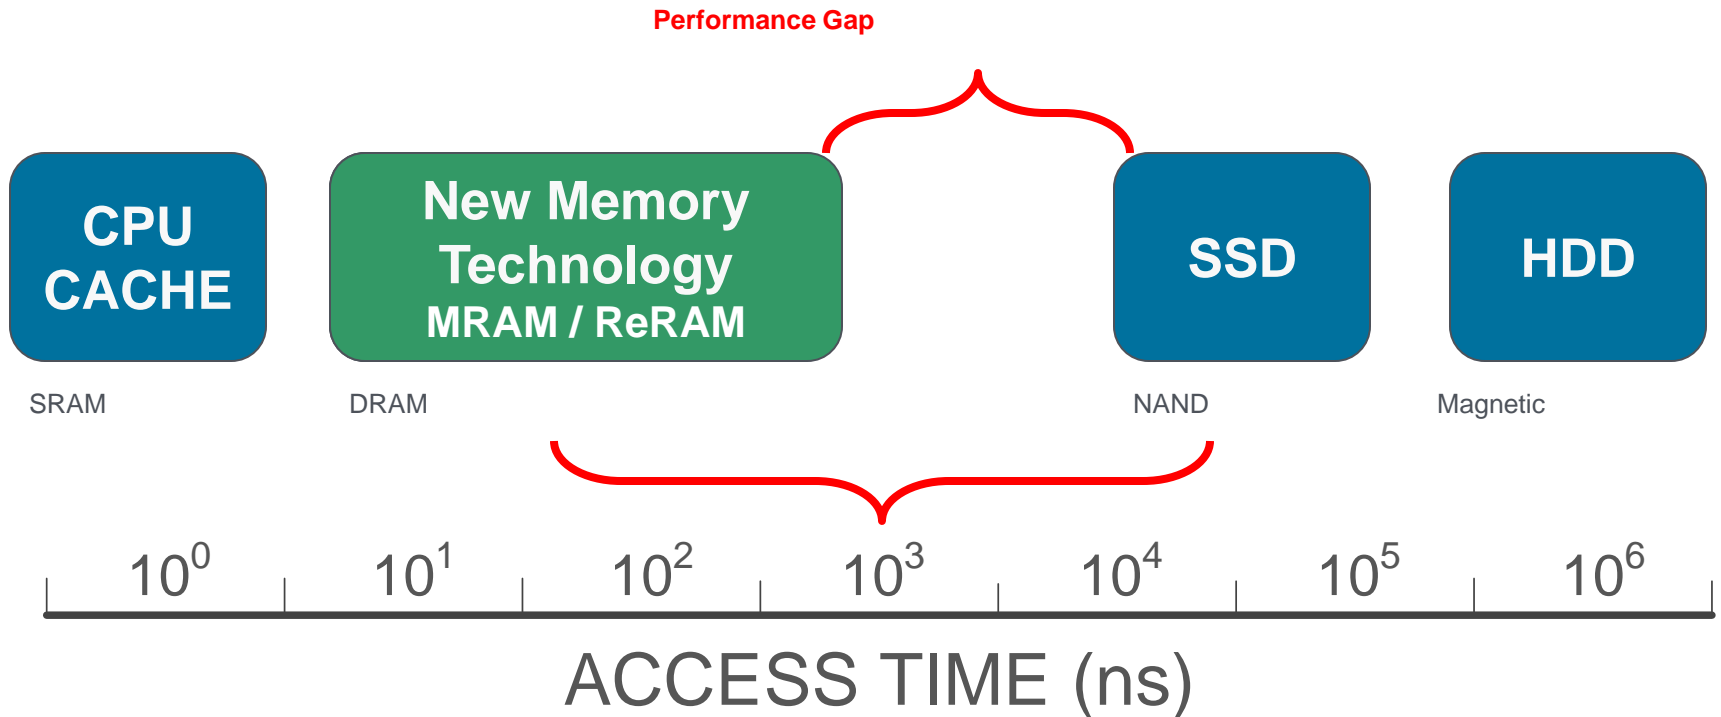 Performance Gap
CPU
CACHE
New Memory
Technology
MRAM / ReRAM
SSD
HDD
SRAM
DRAM
NAND
Magnetic
10⁰ 10¹ 10² 10³ 10⁴ 10⁵ 10⁶
ACCESS TIME (ns)